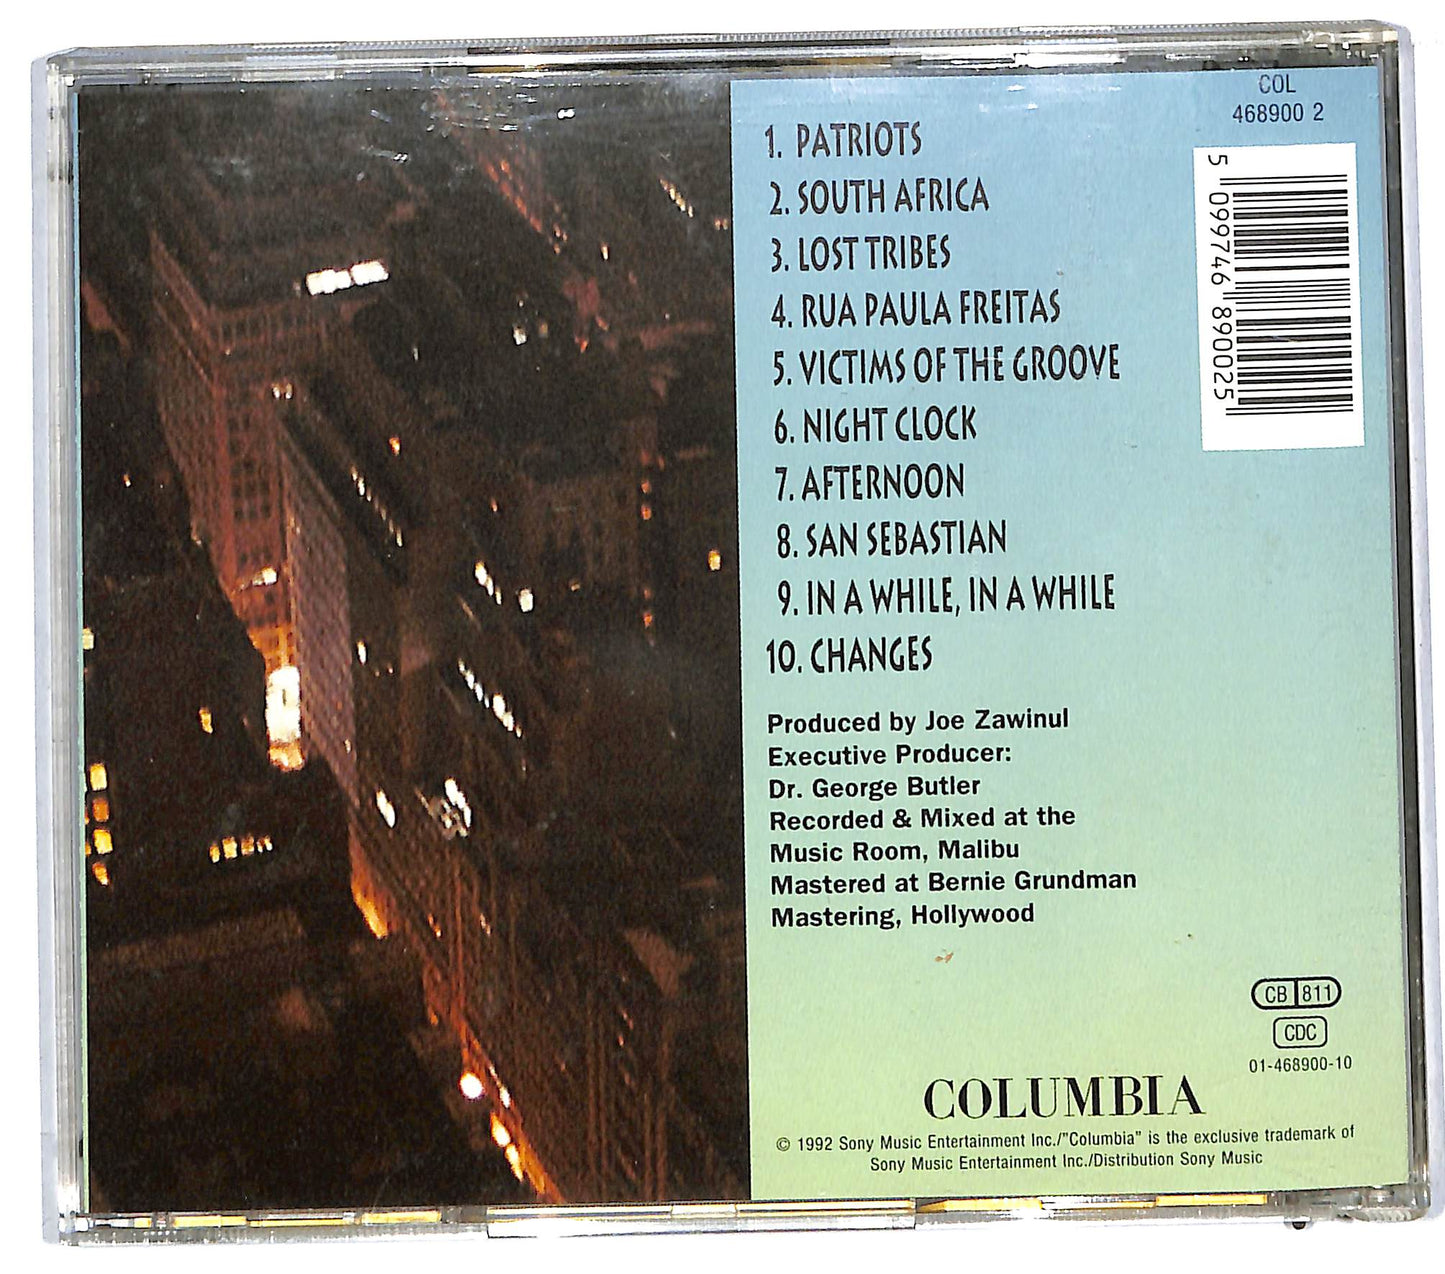 COL
468900 2
5 099746 890025
1. PATRIOTS
2. SOUTH AFRICA
3. LOST TRIBES
4. RUA PAULA FREITAS
5. VICTIMS OF THE GROOVE
6. NIGHT CLOCK
7. AFTERNOON
8. SAN SEBASTIAN
9. IN A WHILE, IN A WHILE
10. CHANGES
Produced by Joe Zawinul
Executive Producer:
Dr. George Butler
Recorded & Mixed at the
Music Room, Malibu
Mastered at Bernie Grundman
Mastering, Hollywood
CB 811
CDC
01-468900-10
COLUMBIA
© 1992 Sony Music Entertainment Inc./"Columbia" is the exclusive trademark of
Sony Music Entertainment Inc./Distribution Sony Music